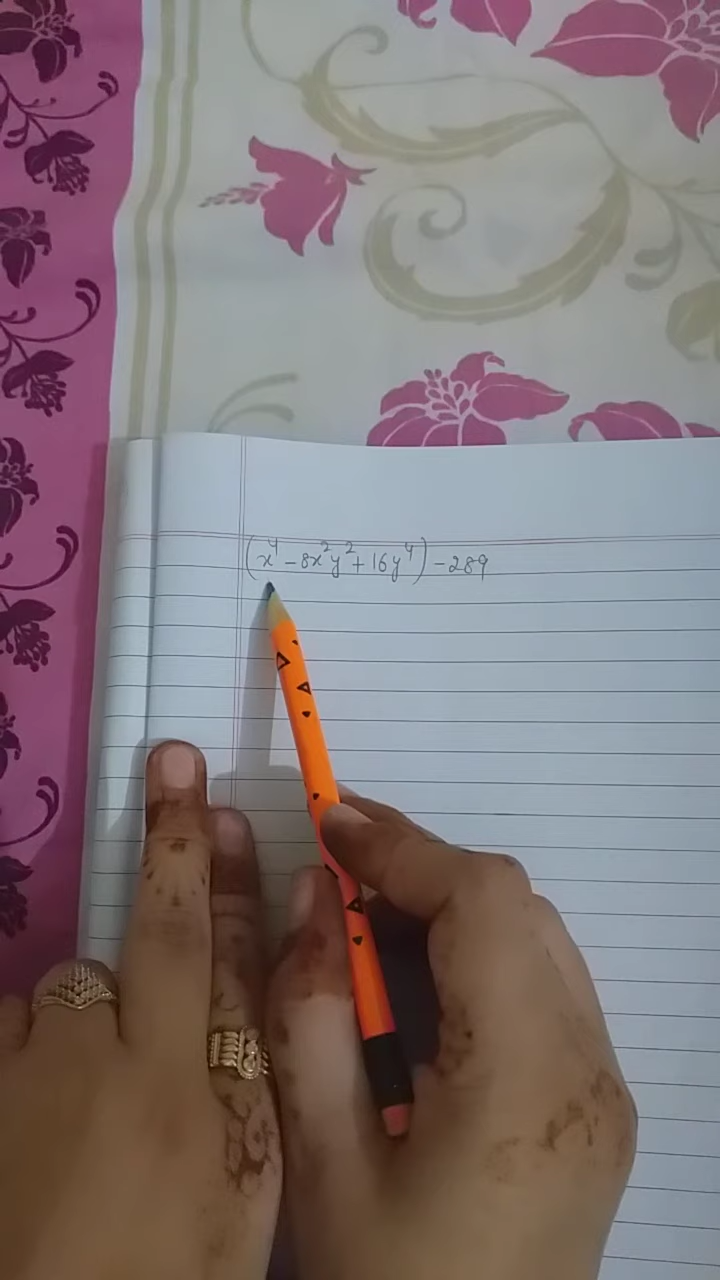 (x⁴ - 8x²y² + 16y⁴) - 289